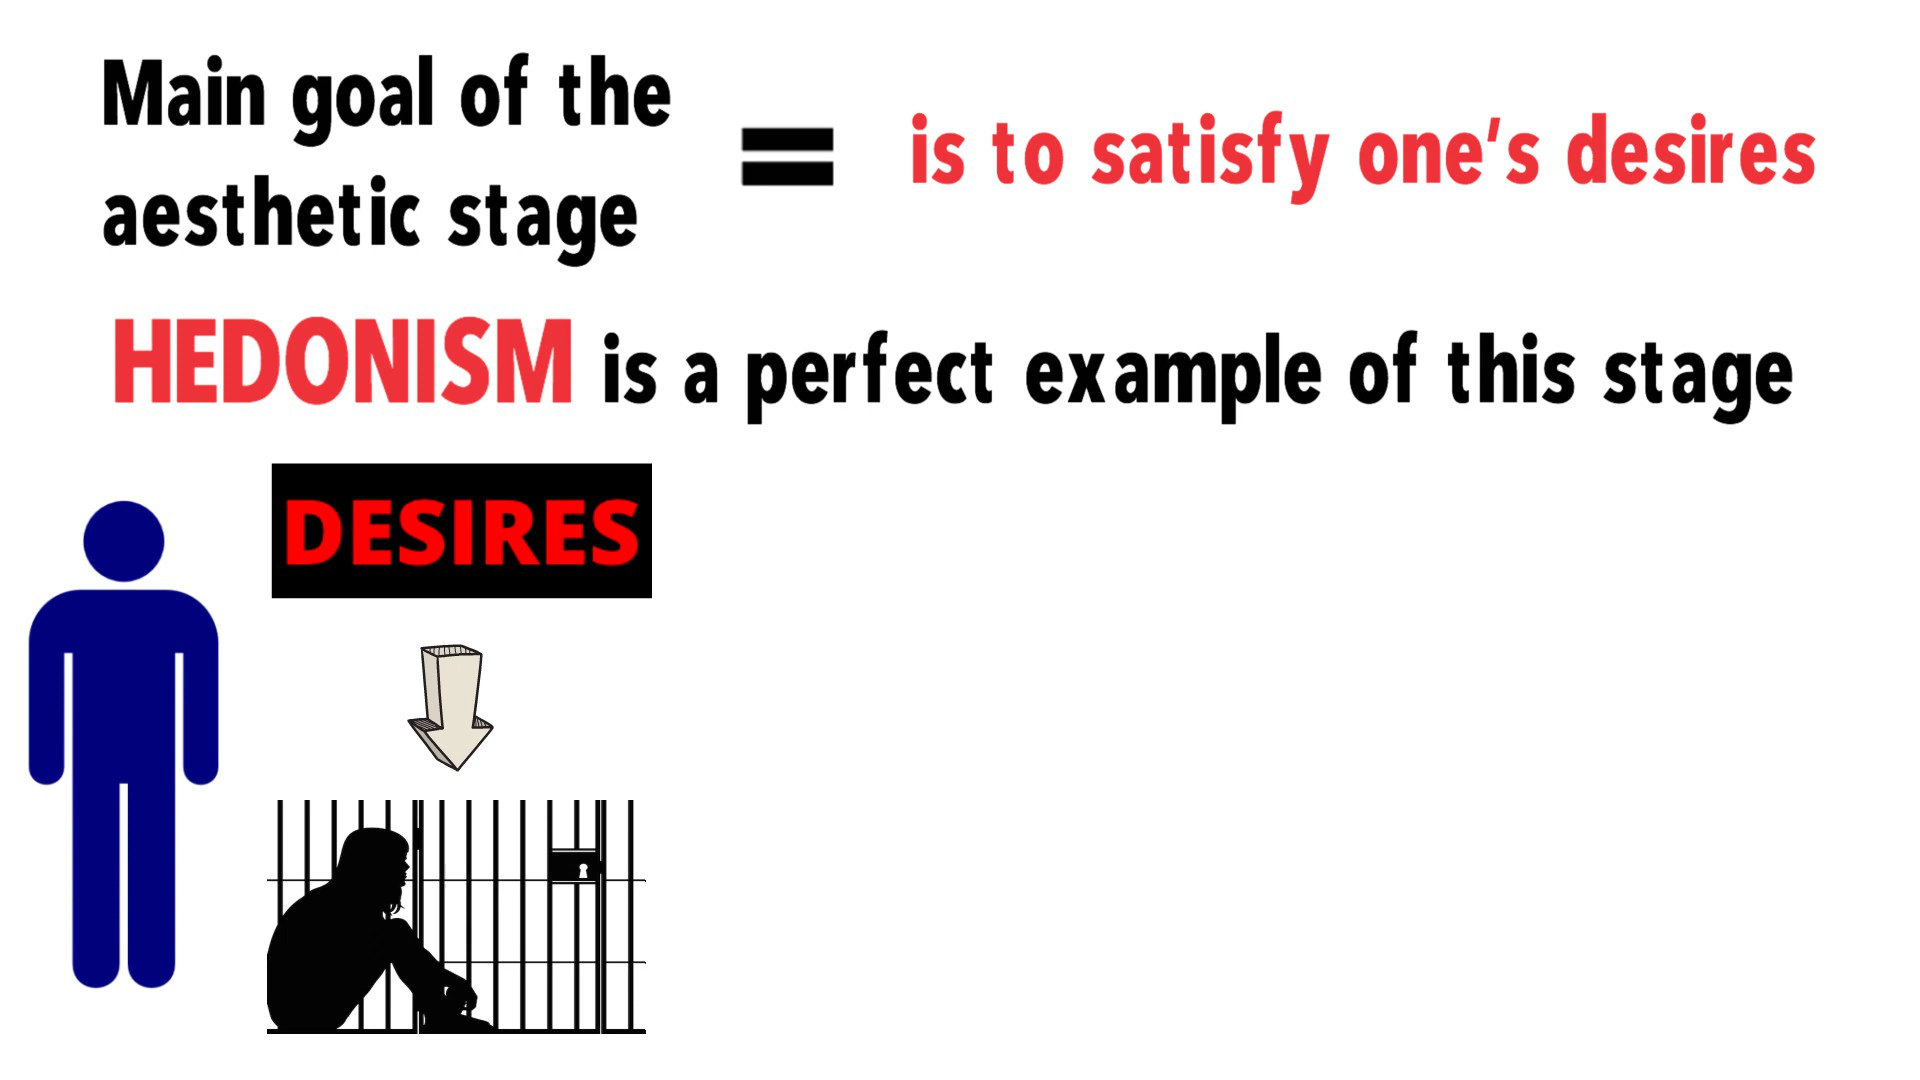 Main goal of the
aesthetic stage
=
is to satisfy one's desires
HEDONISM is a perfect example of this stage
DESIRES